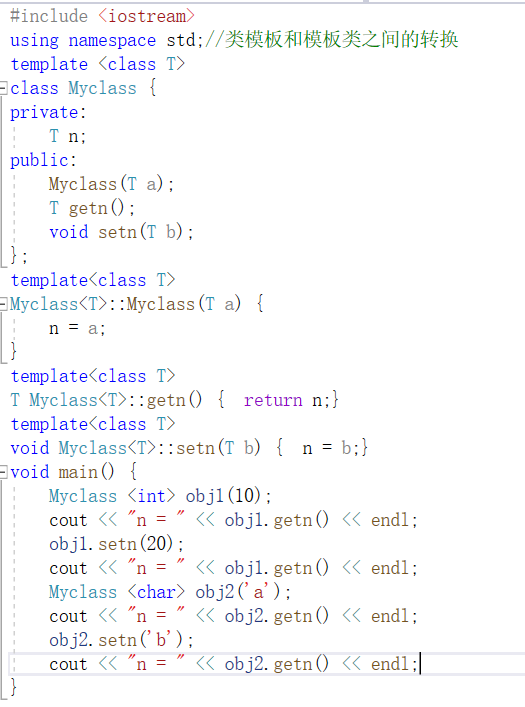 #include <iostream>
using namespace std;//类模板和模板类之间的转换
template <class T>
class Myclass {
private:
    T n;
public:
    Myclass(T a);
    T getn();
    void setn(T b);
};
template<class T>
Myclass<T>::Myclass(T a) {
    n = a;
}
template<class T>
T Myclass<T>::getn() {  return n;}
template<class T>
void Myclass<T>::setn(T b) {  n = b;}
void main() {
    Myclass <int> obj1(10);
    cout << "n = " << obj1.getn() << endl;
    obj1.setn(20);
    cout << "n = " << obj1.getn() << endl;
    Myclass <char> obj2('a');
    cout << "n = " << obj2.getn() << endl;
    obj2.setn('b');
    cout << "n = " << obj2.getn() << endl;
}